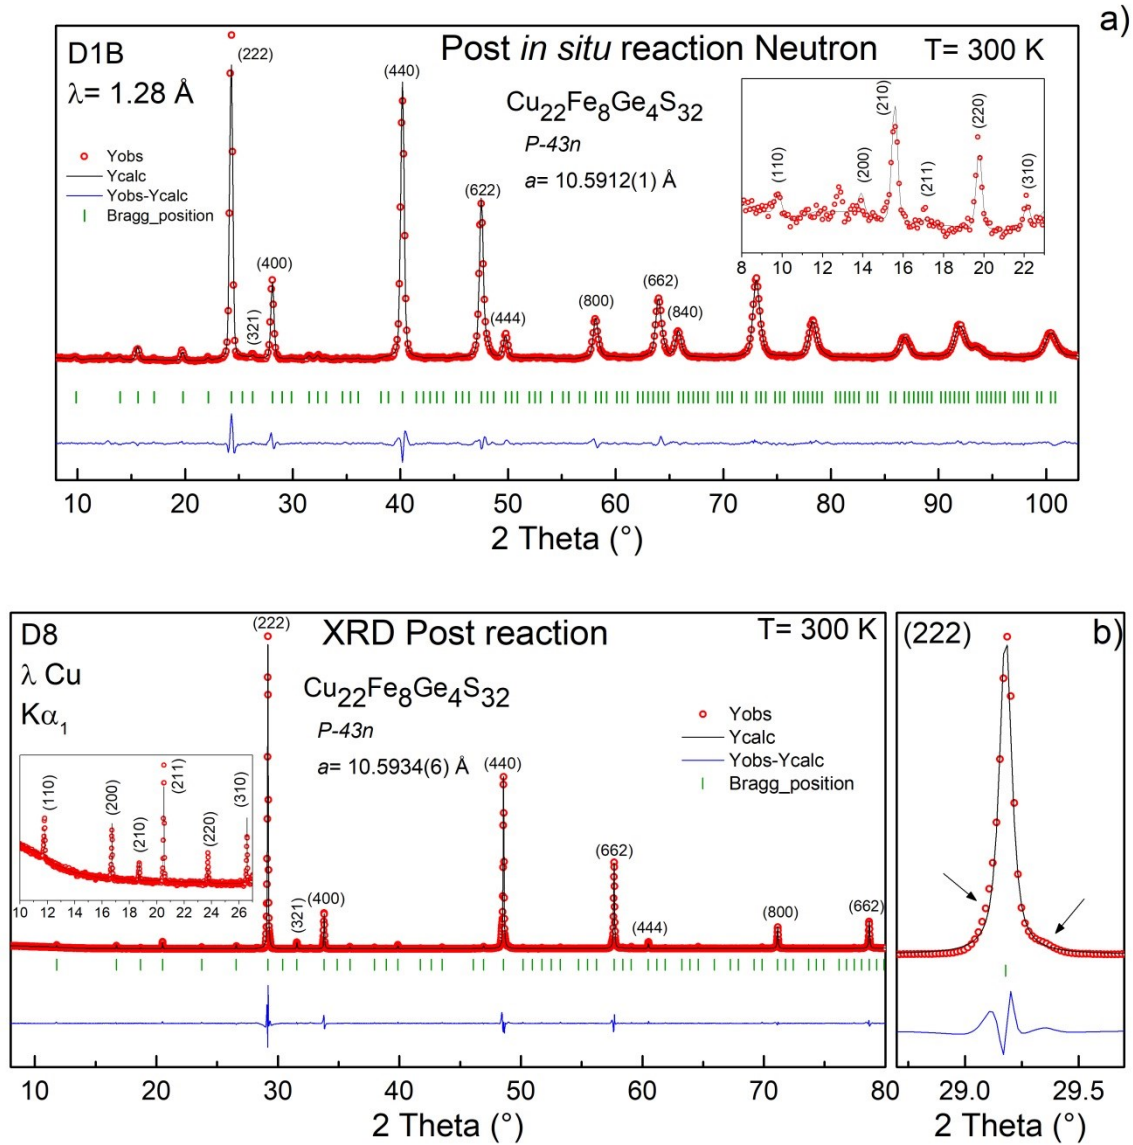 a)
D1B
λ= 1.28 Å
Post in situ reaction Neutron
T= 300 K
Cu22Fe8Ge4S32
P-43n
a= 10.5912(1) Å
Yobs
Ycalc
Yobs-Ycalc
Bragg_position
(222)
(321)
(400)
(440)
(622)
(444)
(800)
(662)
(840)
(110)
(200)
(210)
(211)
(220)
(310)
8 10 12 14 16 18 20 22
10 20 30 40 50 60 70 80 90 100
2 Theta (°)
D8
λ Cu
Kα1
XRD Post reaction
T= 300 K
Cu22Fe8Ge4S32
P-43n
a= 10.5934(6) Å
Yobs
Ycalc
Yobs-Ycalc
Bragg_position
(110)
(200)
(210)
(211)
(220)
(310)
10 12 14 16 18 20 22 24 26
(222)
(321)
(400)
(440)
(662)
(444)
(800)
(662)
10 20 30 40 50 60 70 80
2 Theta (°)
(222)
b)
29.0 29.5
2 Theta (°)